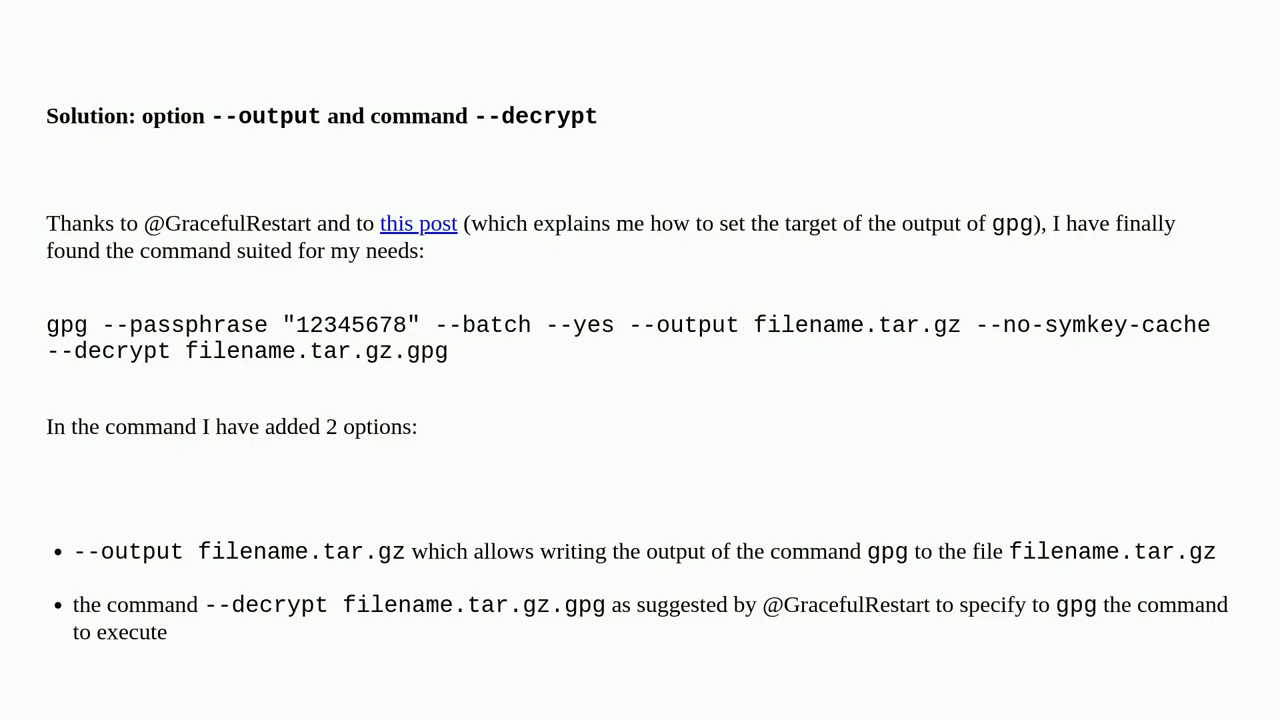 Solution: option --output and command --decrypt
Thanks to @GracefulRestart and to this post (which explains me how to set the target of the output of gpg), I have finally
found the command suited for my needs:
gpg --passphrase "12345678" --batch --yes --output filename.tar.gz --no-symkey-cache
--decrypt filename.tar.gz.gpg
In the command I have added 2 options:
• --output filename.tar.gz which allows writing the output of the command gpg to the file filename.tar.gz
• the command --decrypt filename.tar.gz.gpg as suggested by @GracefulRestart to specify to gpg the command
to execute